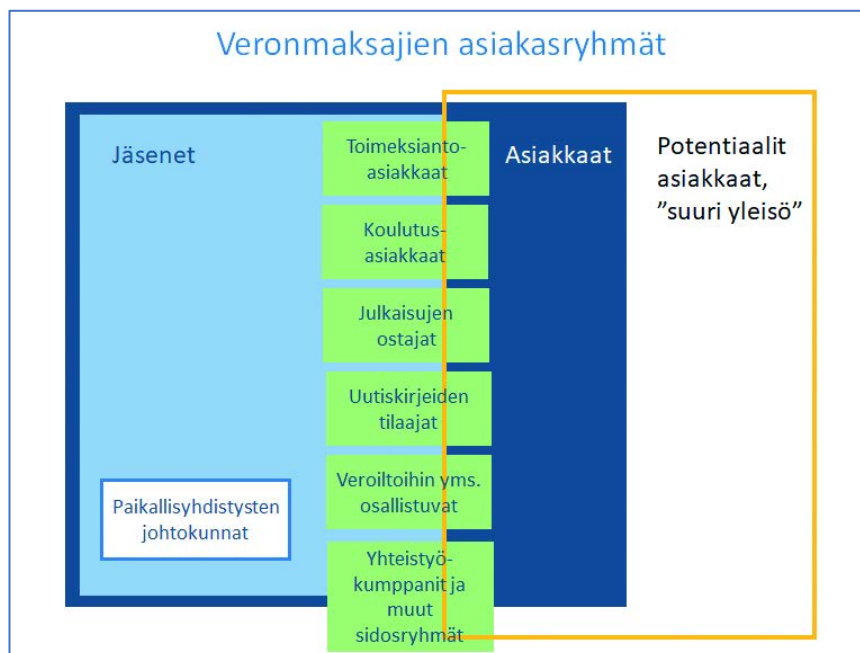 Veronmaksajien asiakasryhmät
Jäsenet
Toimeksianto-
asiakkaat
Koulutus-
asiakkaat
Julkaisujen
ostajat
Uutiskirjeiden
tilaajat
Veroiltoihin yms.
osallistuvat
Yhteistyö-
kumppanit ja
muut
sidosryhmät
Paikallisyhdistysten
johtokunnat
Asiakkaat
Potentiaalit
asiakkaat,
”suuri yleisö”